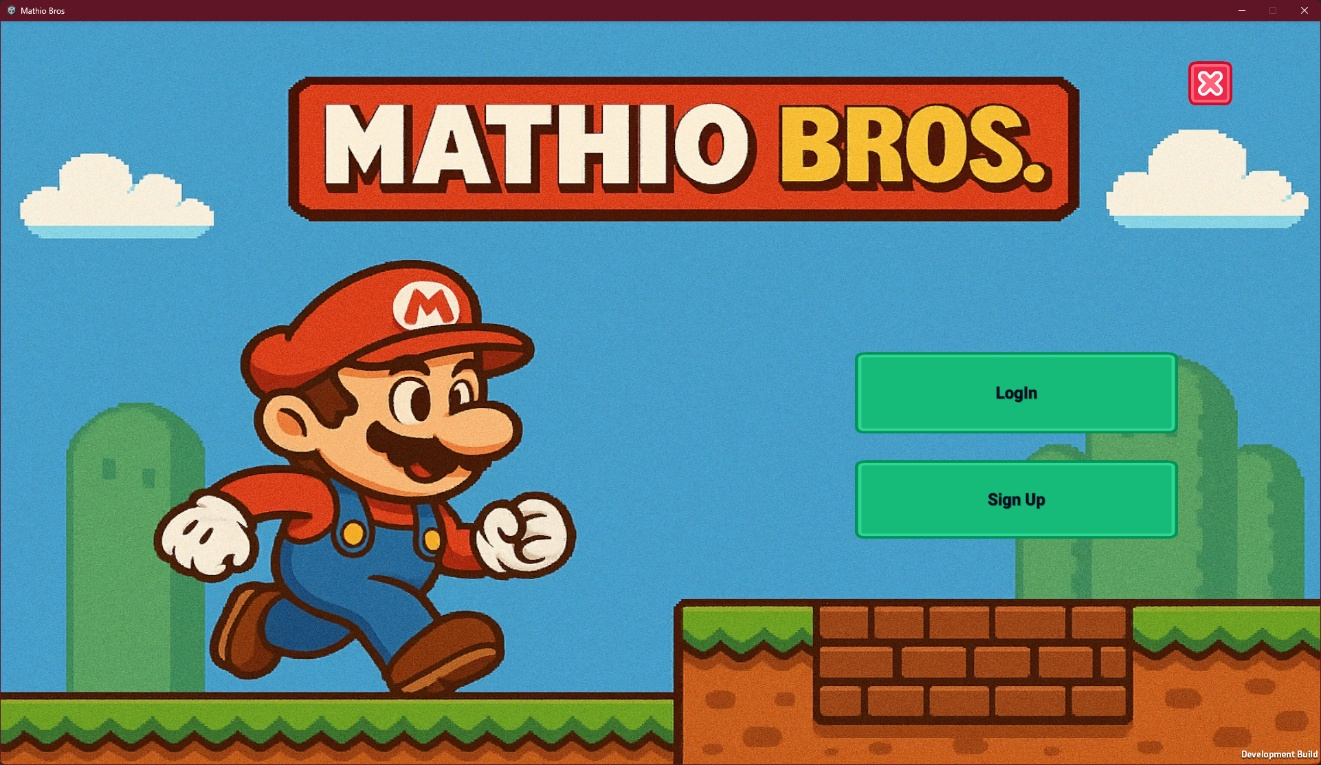 Mathio Bros
MATHIO BROS.
M
LogIn
Sign Up
Development Build